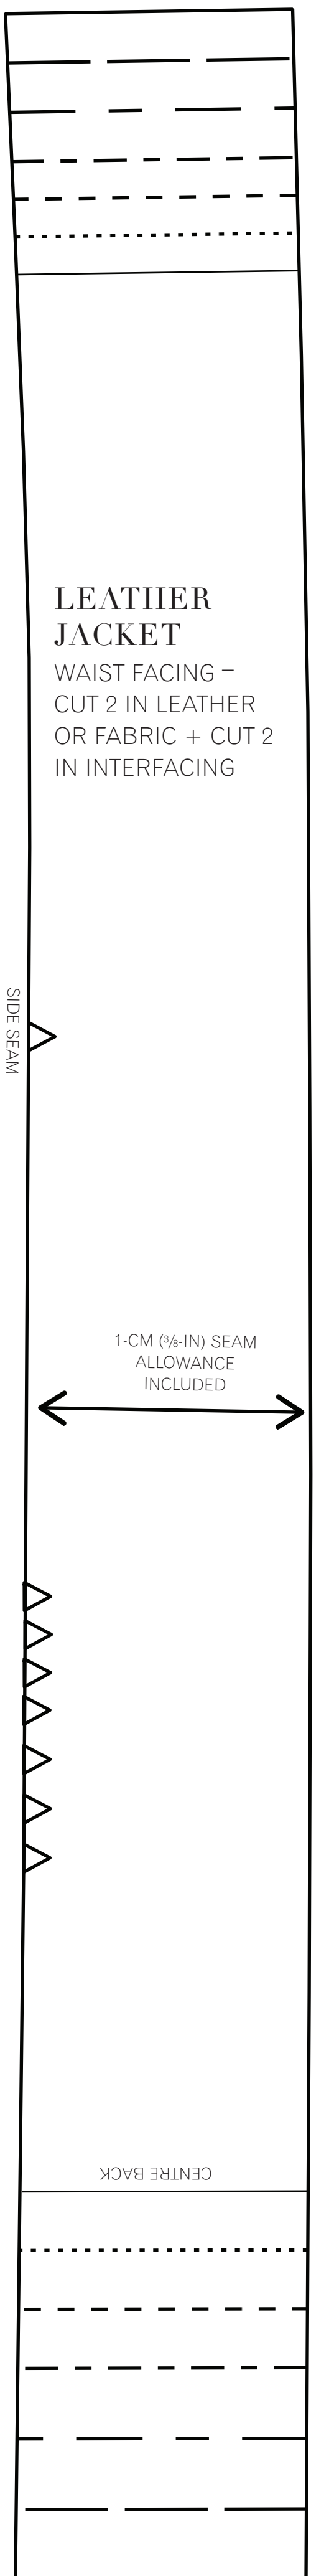 LEATHER
JACKET
WAIST FACING –
CUT 2 IN LEATHER
OR FABRIC + CUT 2
IN INTERFACING
SIDE SEAM
1-CM (3/8-IN) SEAM
ALLOWANCE
INCLUDED
CENTRE BACK